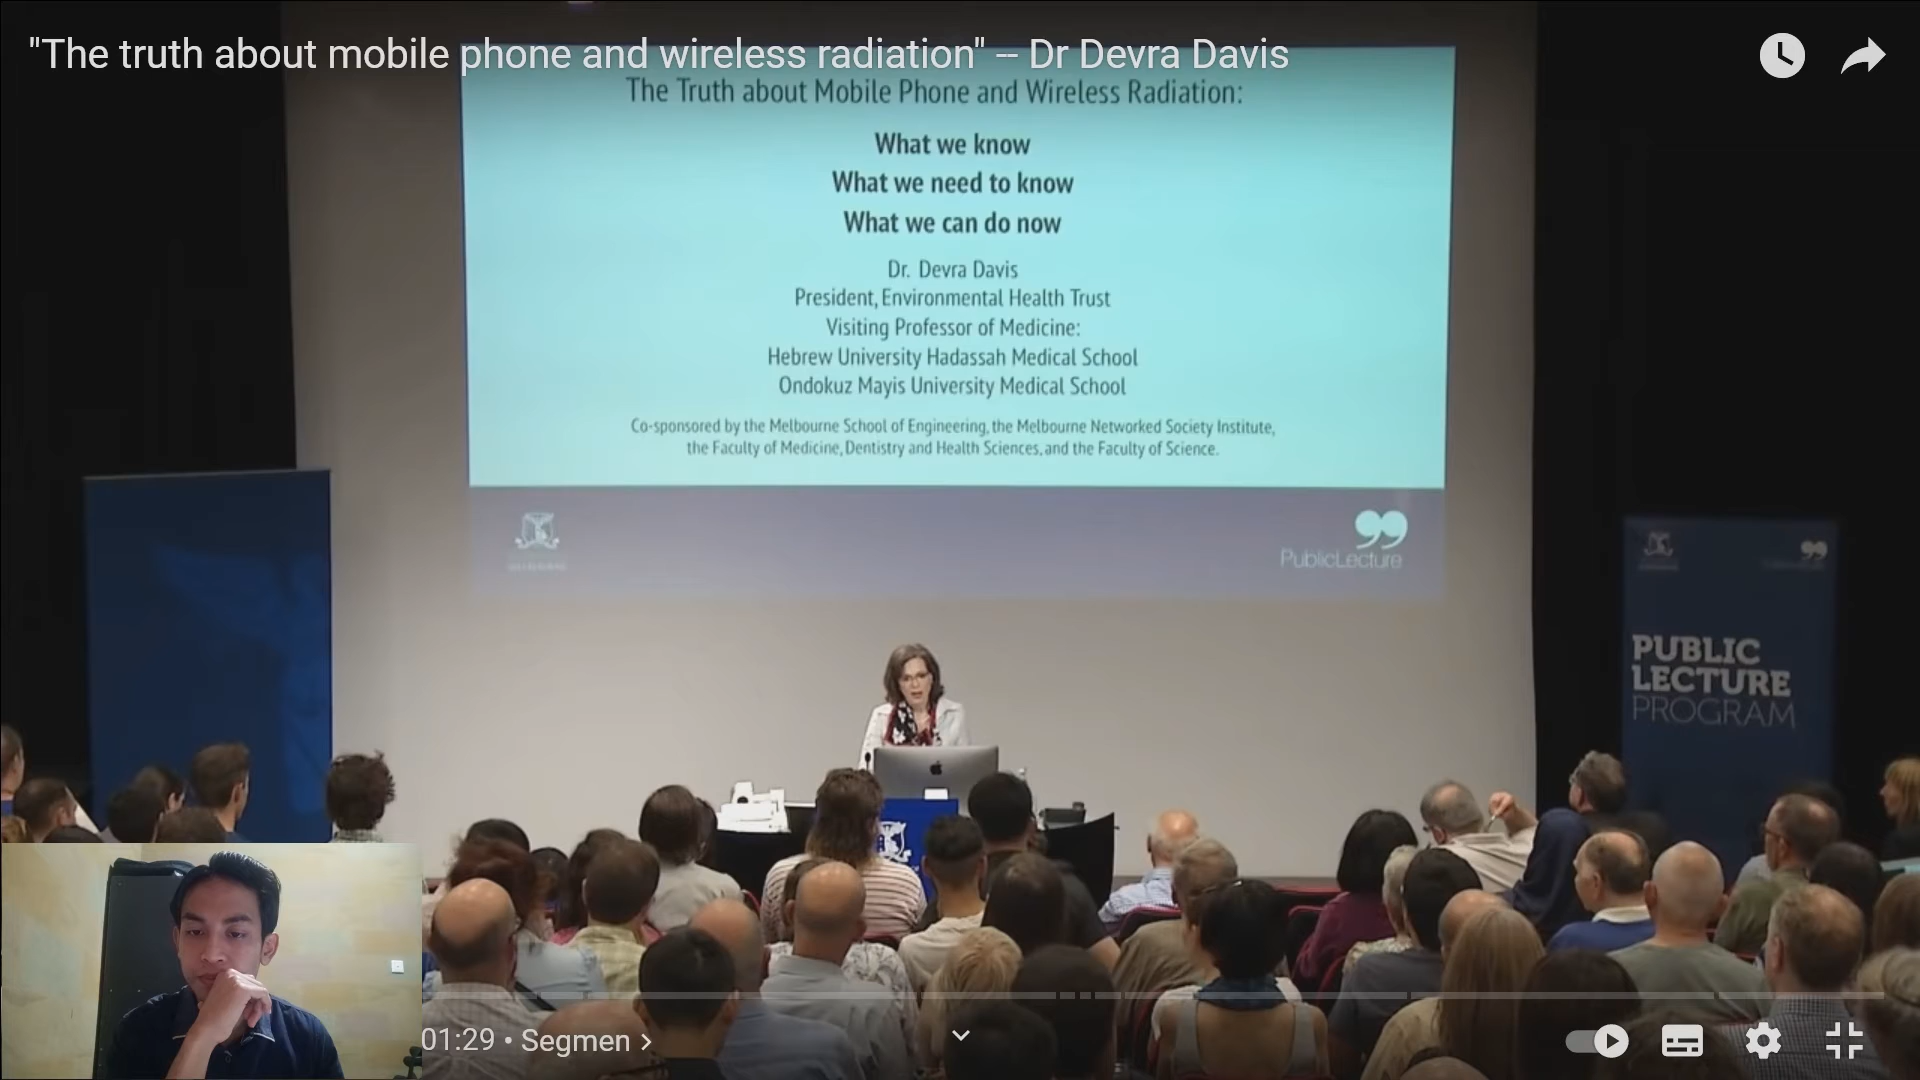 "The truth about mobile phone and wireless radiation" -- Dr Devra Davis
The Truth about Mobile Phone and Wireless Radiation:
What we know
What we need to know
What we can do now
Dr. Devra Davis
President, Environmental Health Trust
Visiting Professor of Medicine:
Hebrew University Hadassah Medical School
Ondokuz Mayis University Medical School
Co-sponsored by the Melbourne School of Engineering, the Melbourne Networked Society Institute,
the Faculty of Medicine, Dentistry and Health Sciences, and the Faculty of Science.
PublicLecture
PUBLIC
LECTURE
PROGRAM
01:29 • Segmen